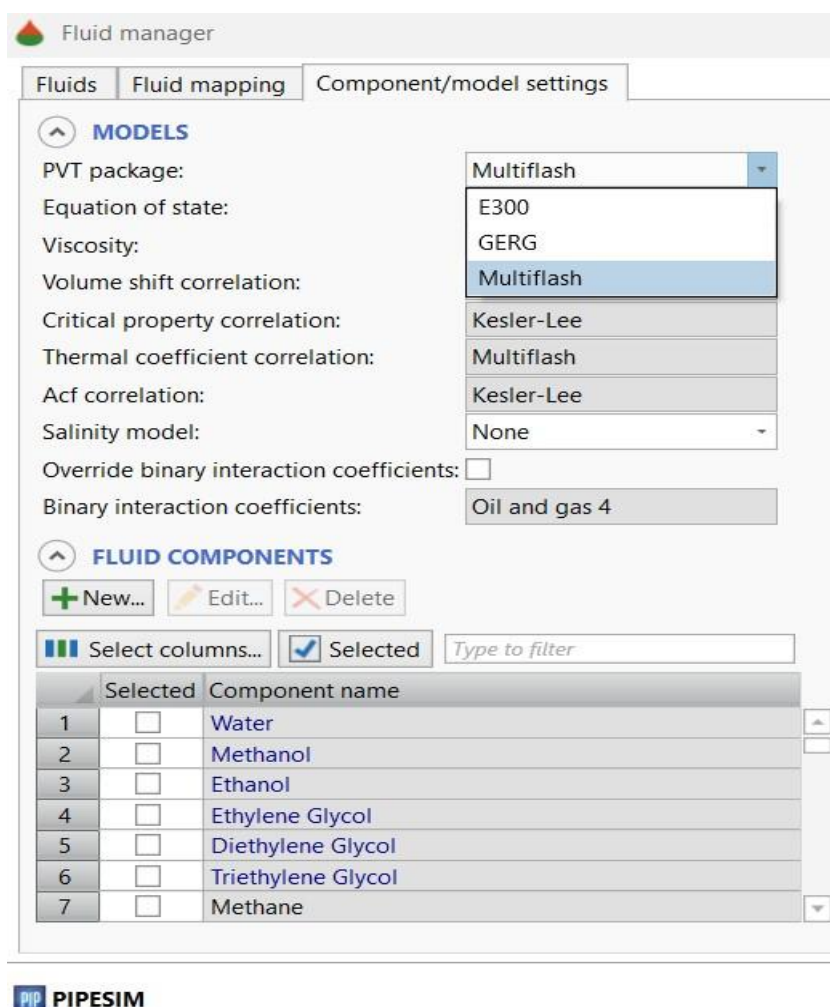 Fluid manager
Fluids Fluid mapping Component/model settings
MODELS
PVT package: Multiflash
Equation of state: E300
Viscosity: GERG
Volume shift correlation: Multiflash
Critical property correlation: Kesler-Lee
Thermal coefficient correlation: Multiflash
Acf correlation: Kesler-Lee
Salinity model: None
Override binary interaction coefficients:
Binary interaction coefficients: Oil and gas 4
FLUID COMPONENTS
New... Edit... Delete
Select columns... Selected Type to filter
Selected Component name
1 Water
2 Methanol
3 Ethanol
4 Ethylene Glycol
5 Diethylene Glycol
6 Triethylene Glycol
7 Methane
PIP PIPESIM